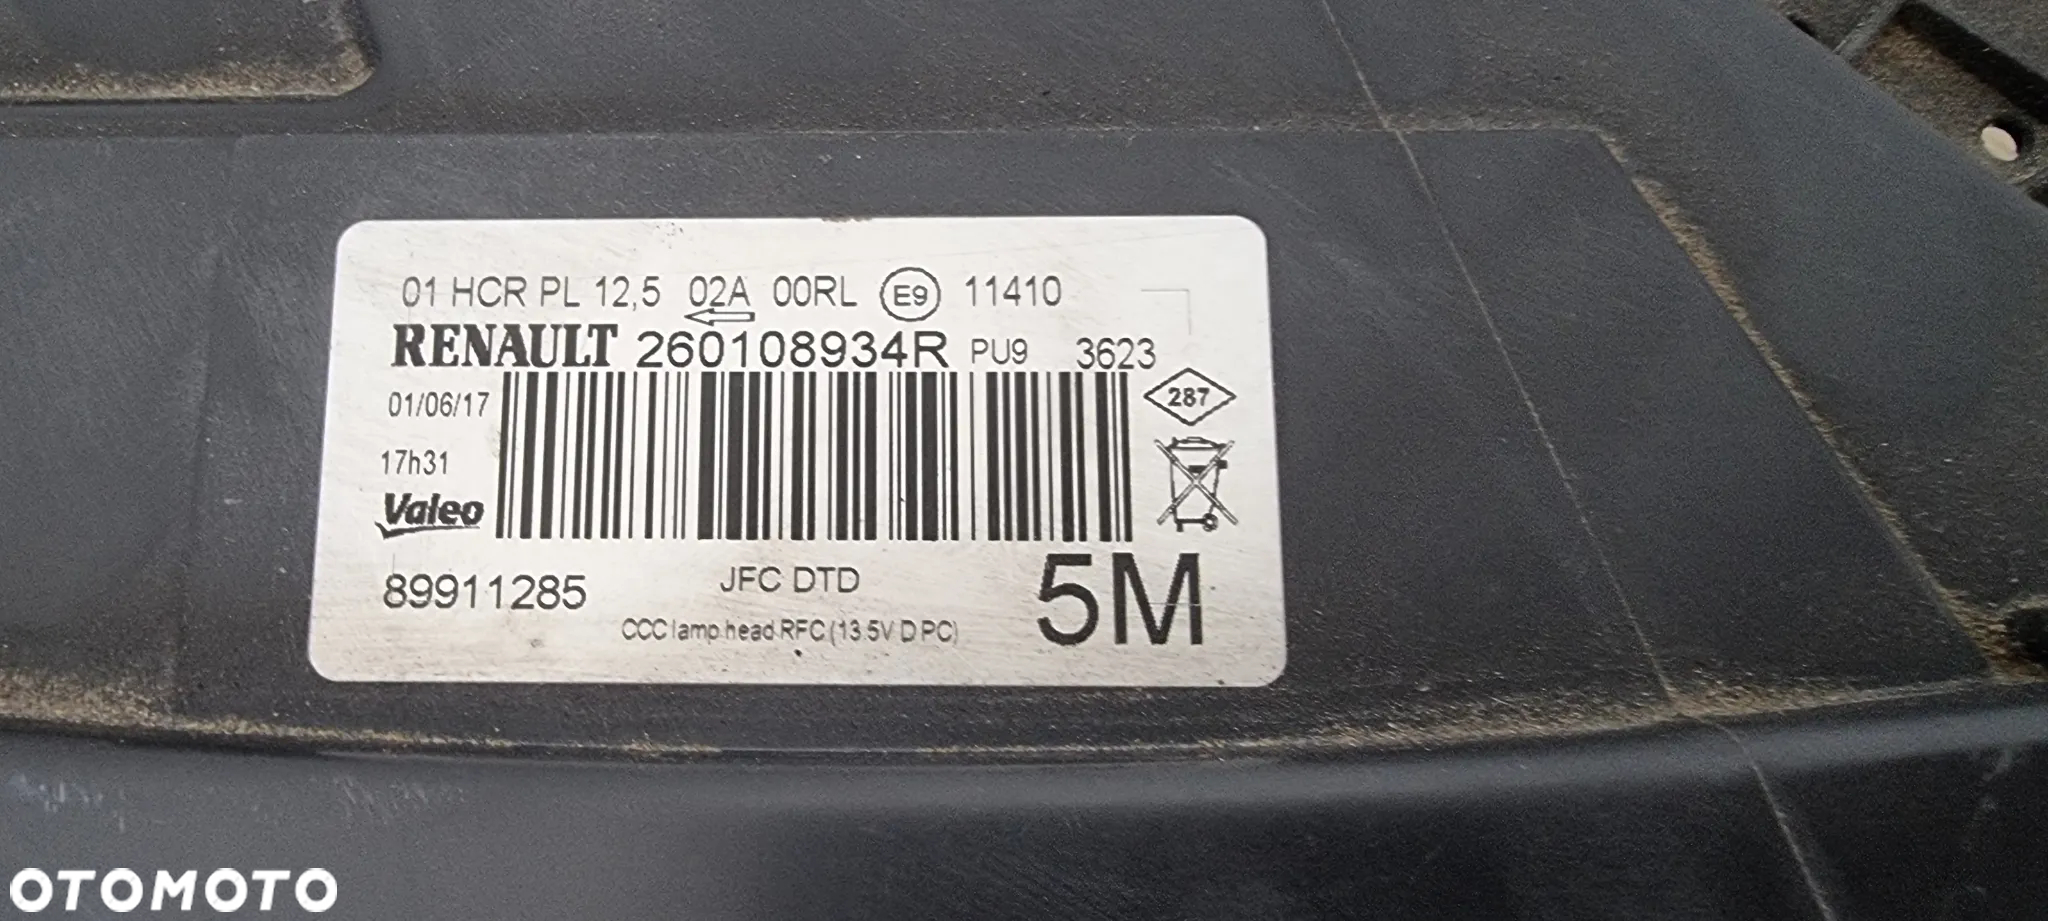 01 HCR PL 12,5 02A 00RL E9 11410
RENAULT 260108934R PU9 3623
01/06/17
287
17h31
Valeo
89911285
JFC DTD
5M
CCC lamp head RFC (13.5V D PC)
OTOMOTO